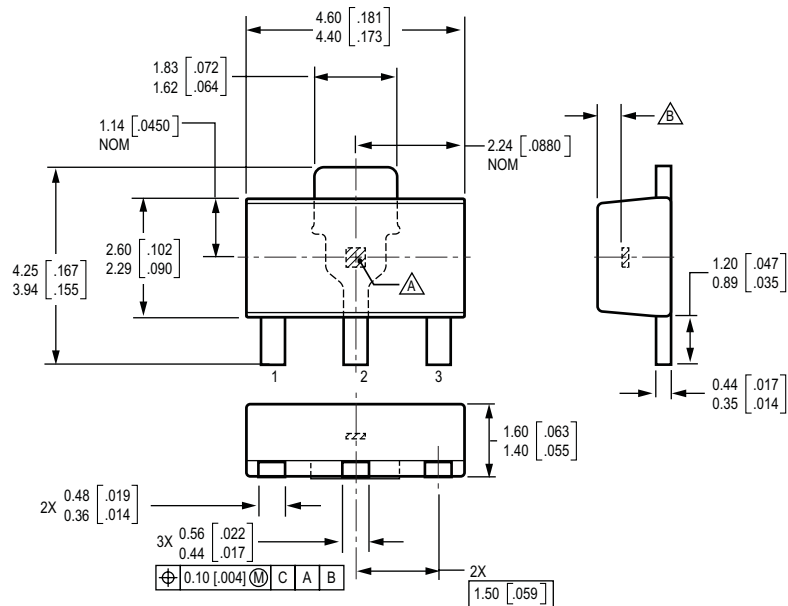 4.60 [.181]
4.40 [.173]
1.83 [.072]
1.62 [.064]
1.14 [.0450]
NOM
2.24 [.0880]
NOM
B
4.25 [.167]
3.94 [.155]
2.60 [.102]
2.29 [.090]
A
1.20 [.047]
0.89 [.035]
1 2 3
0.44 [.017]
0.35 [.014]
1.60 [.063]
1.40 [.055]
2X 0.48 [.019]
0.36 [.014]
3X 0.56 [.022]
0.44 [.017]
⌖ 0.10 [.004] Ⓜ C A B
2X
1.50 [.059]